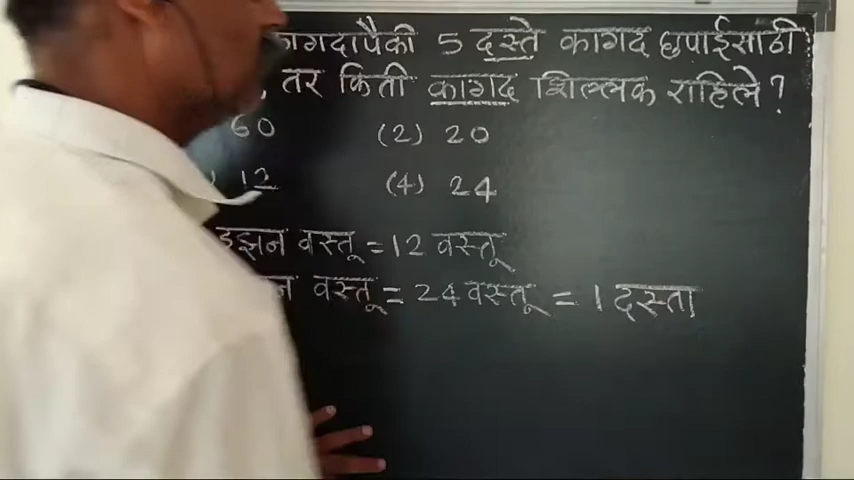 कागदापैकी 5 दस्ते कागद छपाईसाठी
तर किती कागद शिल्लक राहिले ?
60 (2) 20
12 (4) 24
डझन वस्तू = 12 वस्तू
वस्तू = 24 वस्तू = 1 दस्ता